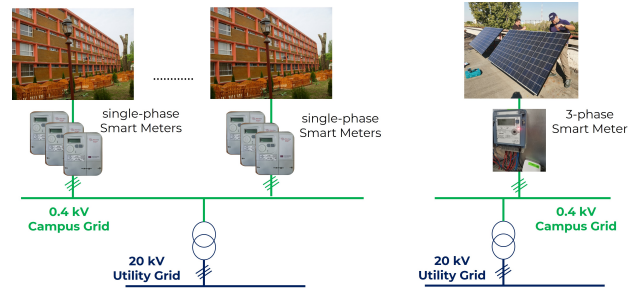 ............
single-phase
Smart Meters
single-phase
Smart Meters
3-phase
Smart Meter
0.4 kV
Campus Grid
20 kV
Utility Grid
0.4 kV
Campus Grid
20 kV
Utility Grid